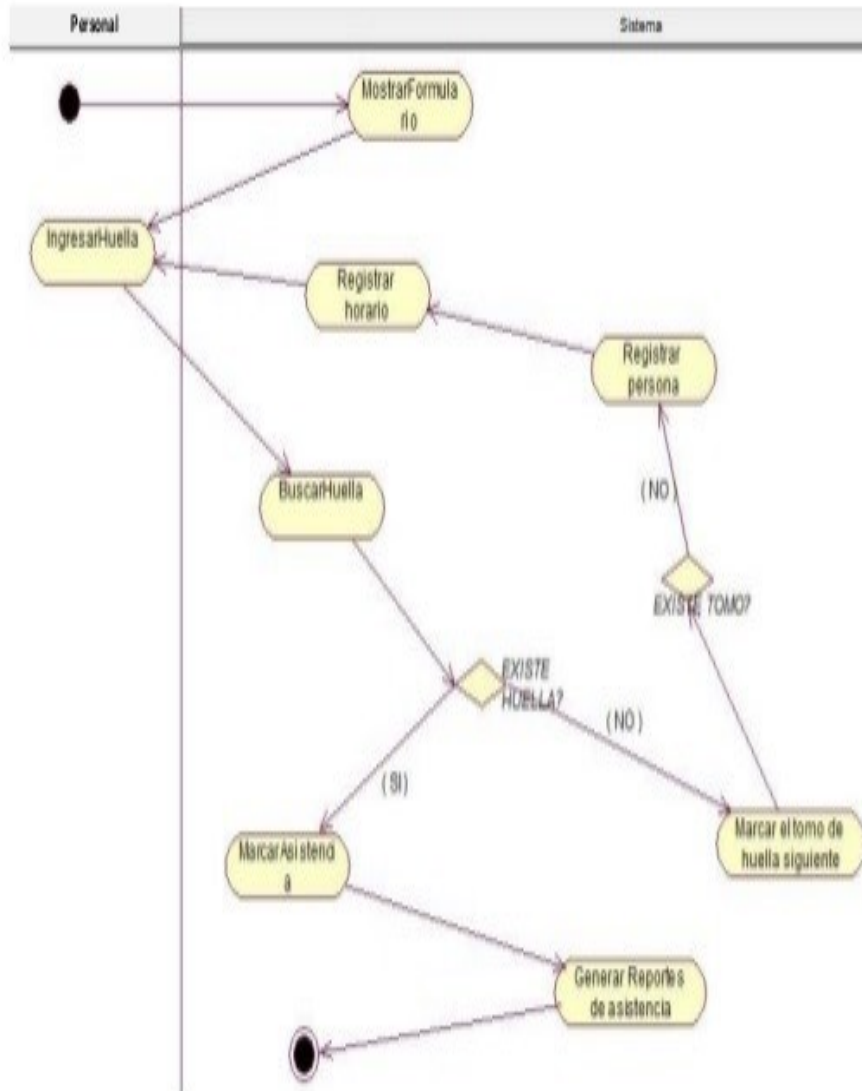 Personal
Sistema
MostrarFormula
rio
IngresarHuella
Registrar
horario
Registrar
persona
BuscarHuella
( NO )
EXISTE TOMO?
EXISTE
HUELLA?
( NO )
( SI )
MarcarAsistenci
a
Marcar el tomo de
huella siguiente
Generar Reportes
de asistencia